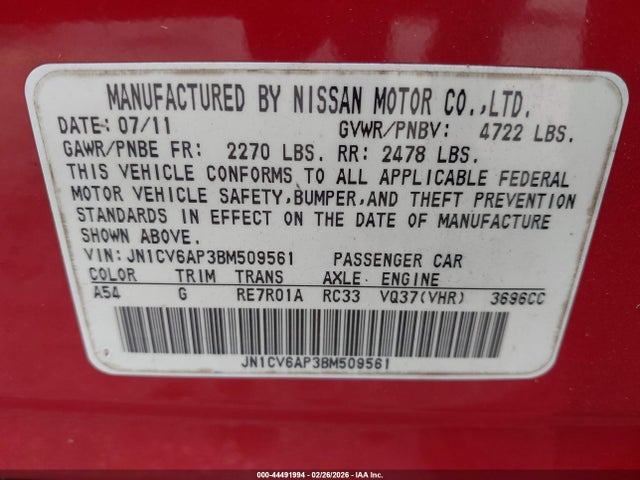 MANUFACTURED BY NISSAN MOTOR CO.,LTD.
DATE: 07/11 GVWR/PNBV: 4722 LBS.
GAWR/PNBE FR: 2270 LBS. RR: 2478 LBS.
THIS VEHICLE CONFORMS TO ALL APPLICABLE FEDERAL
MOTOR VEHICLE SAFETY,BUMPER,AND THEFT PREVENTION
STANDARDS IN EFFECT ON THE DATE OF MANUFACTURE
SHOWN ABOVE.
VIN: JN1CV6AP3BM509561 PASSENGER CAR
COLOR TRIM TRANS AXLE ENGINE
A54 G RE7R01A RC33 VQ37(VHR) 3696CC
JN1CV6AP3BM509561
000-44491994 | 02/26/2026 - IAA Inc.